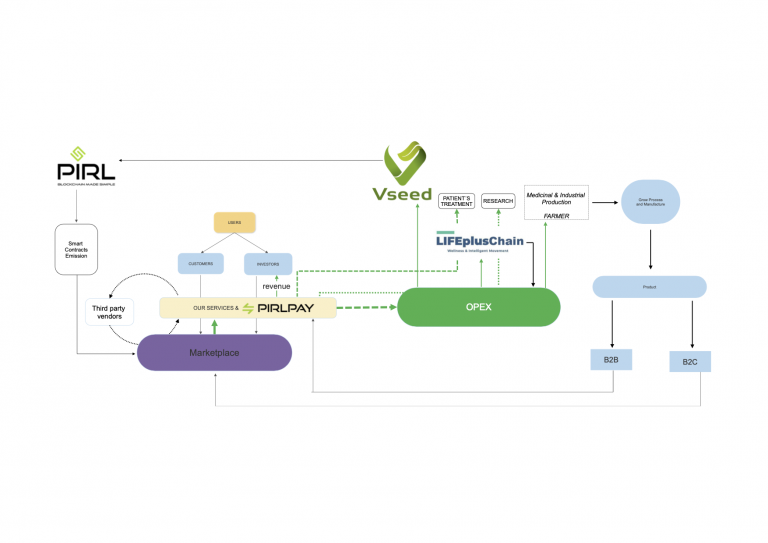 PIRL
BLOCKCHAIN MADE SIMPLE
Vseed
PATIENT´S
TREATMENT
RESEARCH
Medicinal & Industrial
Production
FARMER
Grow Process
and Manufacture
USERS
Smart
Contracts
Emission
LIFEplusChain
Wellness & Intelligent Movement
CUSTOMERS
INVESTORS
revenue
Product
Third party
vendors
OUR SERVICES &
PIRLPAY
OPEX
Marketplace
B2B
B2C